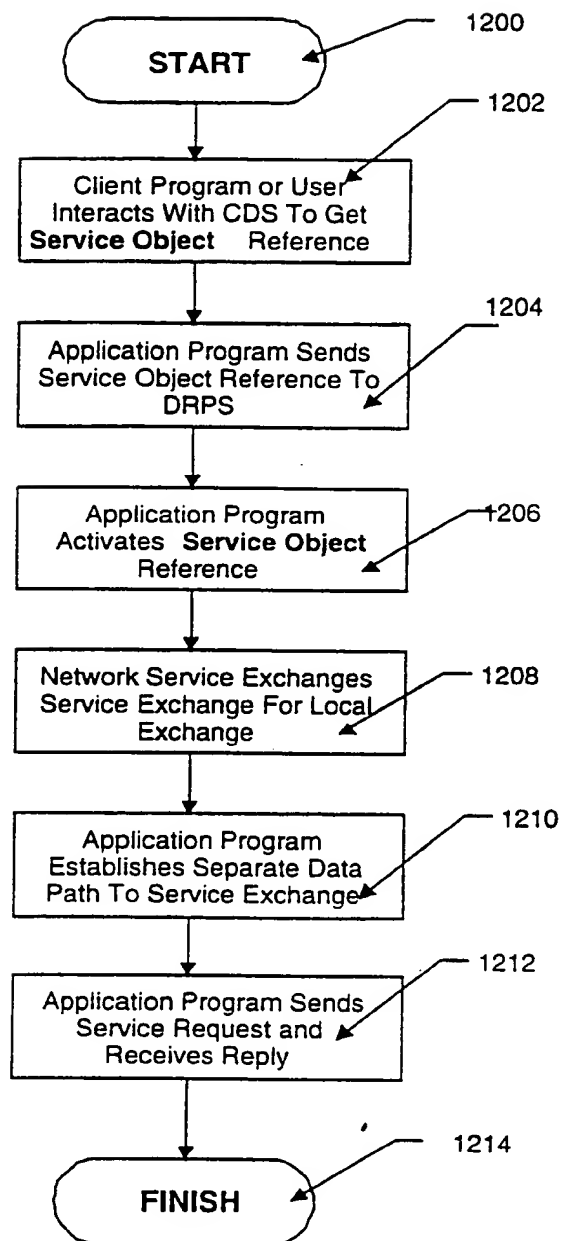 1200
START
1202
Client Program or User
Interacts With CDS To Get
Service Object Reference
1204
Application Program Sends
Service Object Reference To
DRPS
Application Program
Activates Service Object
Reference
1206
Network Service Exchanges
Service Exchange For Local
Exchange
1208
Application Program
Establishes Separate Data
Path To Service Exchange
1210
Application Program Sends
Service Request and
Receives Reply
1212
1214
FINISH